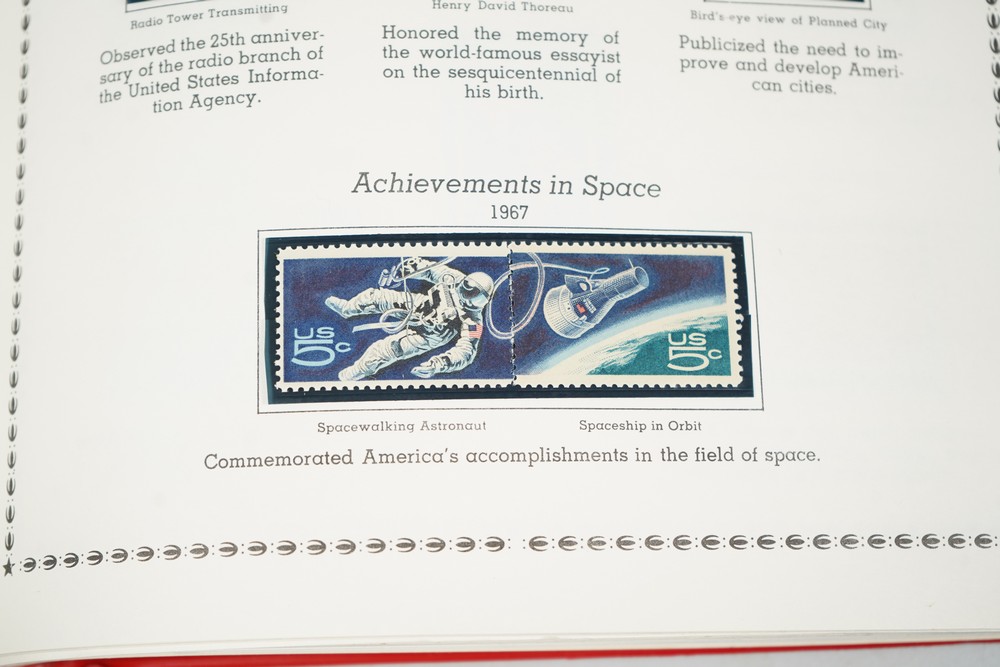 Radio Tower Transmitting
Observed the 25th anniver-
sary of the radio branch of
the United States Informa-
tion Agency.
Henry David Thoreau
Honored the memory of
the world-famous essayist
on the sesquicentennial of
his birth.
Bird's-eye view of Planned City
Publicized the need to im-
prove and develop Ameri-
can cities.
Achievements in Space
1967
US
5c
US
5c
Spacewalking Astronaut
Spaceship in Orbit
Commemorated America's accomplishments in the field of space.